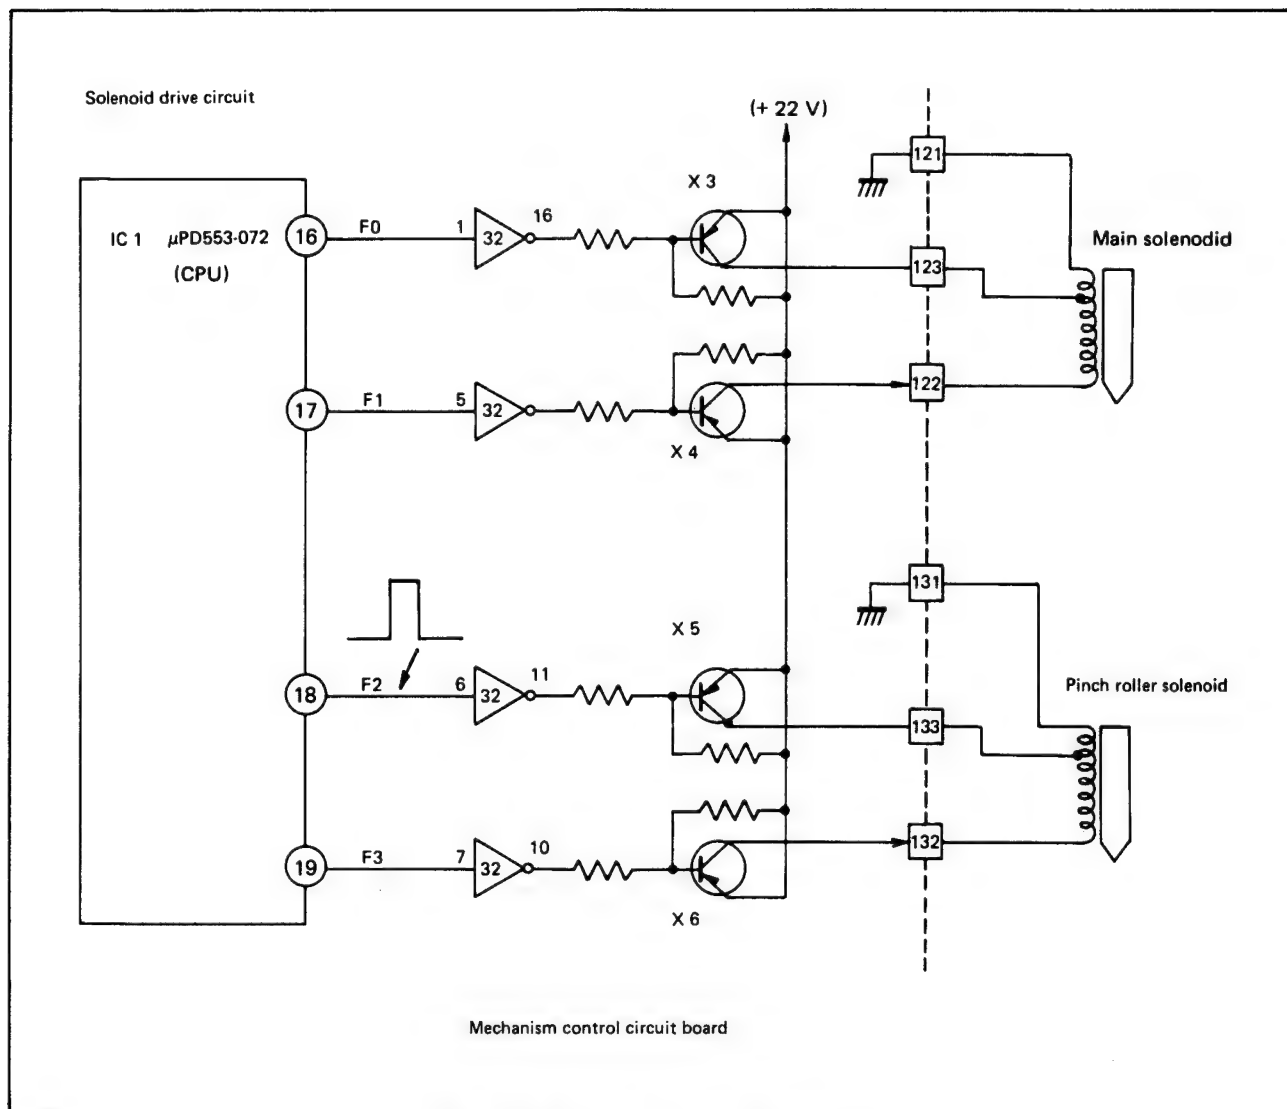 Solenoid drive circuit
(+ 22 V)
121
X 3
IC 1 μPD553-072
(CPU)
16
F0
1
32
16
123
Main solenodid
17
F1
5
32
122
X 4
131
X 5
18
F2
6
32
11
133
Pinch roller solenoid
19
F3
7
32
10
132
X 6
Mechanism control circuit board